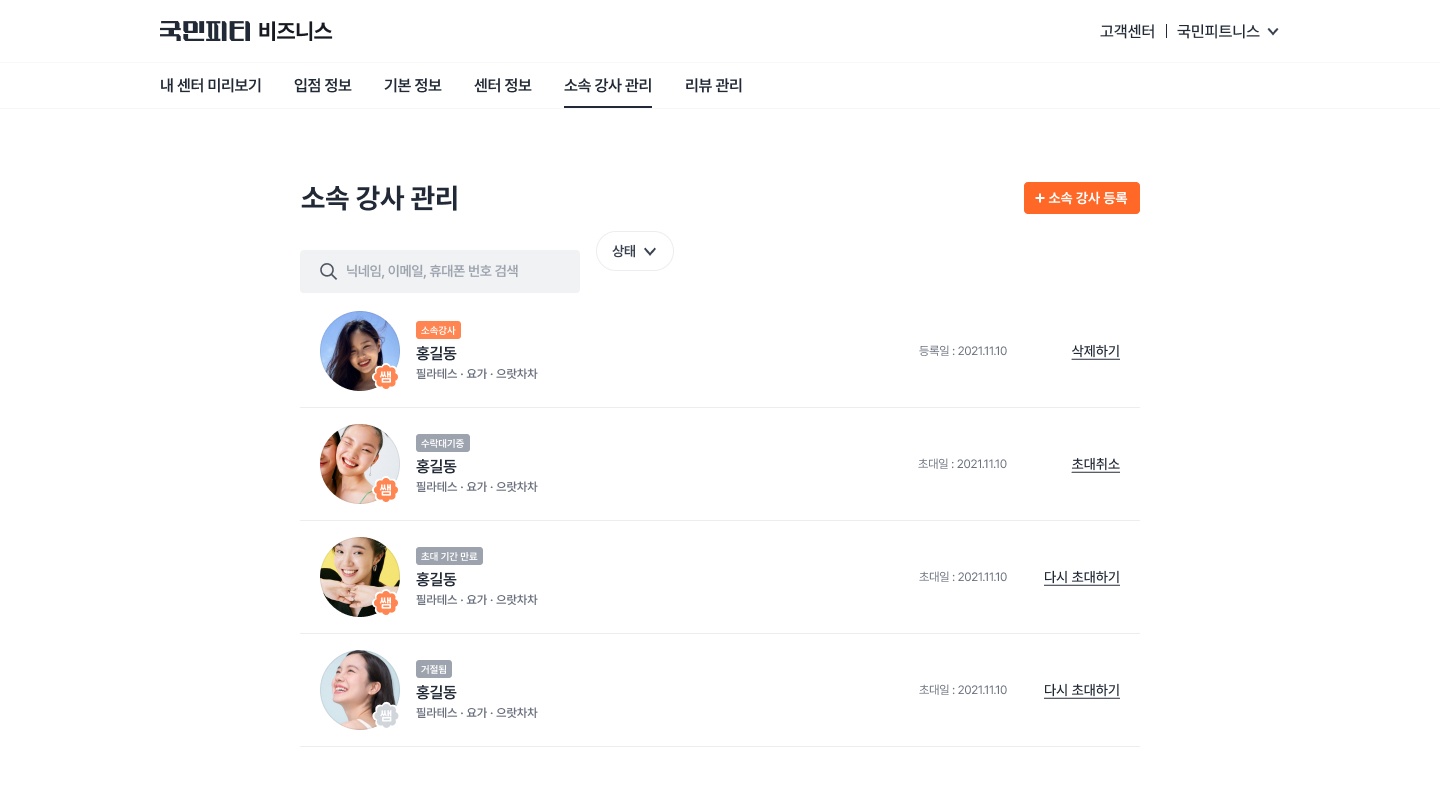 국민피티 비즈니스
고객센터 | 국민피트니스
내 센터 미리보기 입점 정보 기본 정보 센터 정보 소속 강사 관리 리뷰 관리
소속 강사 관리
+ 소속 강사 등록
상태
닉네임, 이메일, 휴대폰 번호 검색
소속강사
홍길동
필라테스 · 요가 · 으랏차차
쌤
등록일 : 2021.11.10
삭제하기
수락대기중
홍길동
필라테스 · 요가 · 으랏차차
쌤
초대일 : 2021.11.10
초대취소
초대 기간 만료
홍길동
필라테스 · 요가 · 으랏차차
쌤
초대일 : 2021.11.10
다시 초대하기
거절됨
홍길동
필라테스 · 요가 · 으랏차차
쌤
초대일 : 2021.11.10
다시 초대하기